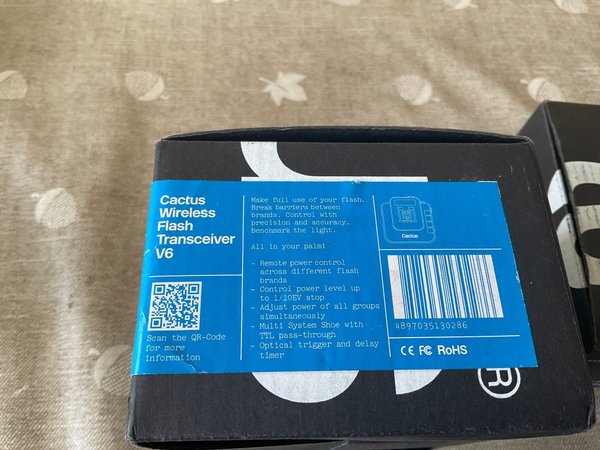 Cactus
Wireless
Flash
Transceiver
V6
Scan the QR-Code
for more
information
Make full use of your flash.
Break barriers between
brands. Control with
precision and accuracy.
Benchmark the light.
All in your palm!
- Remote power control
across different flash
brands
- Control power level up
to 1/10EV stop
- Adjust power of all groups
simultaneously
- Multi System Shoe with
TTL pass-through
- Optical trigger and delay
timer
Cactus
4897035130286
CE FC RoHS
®